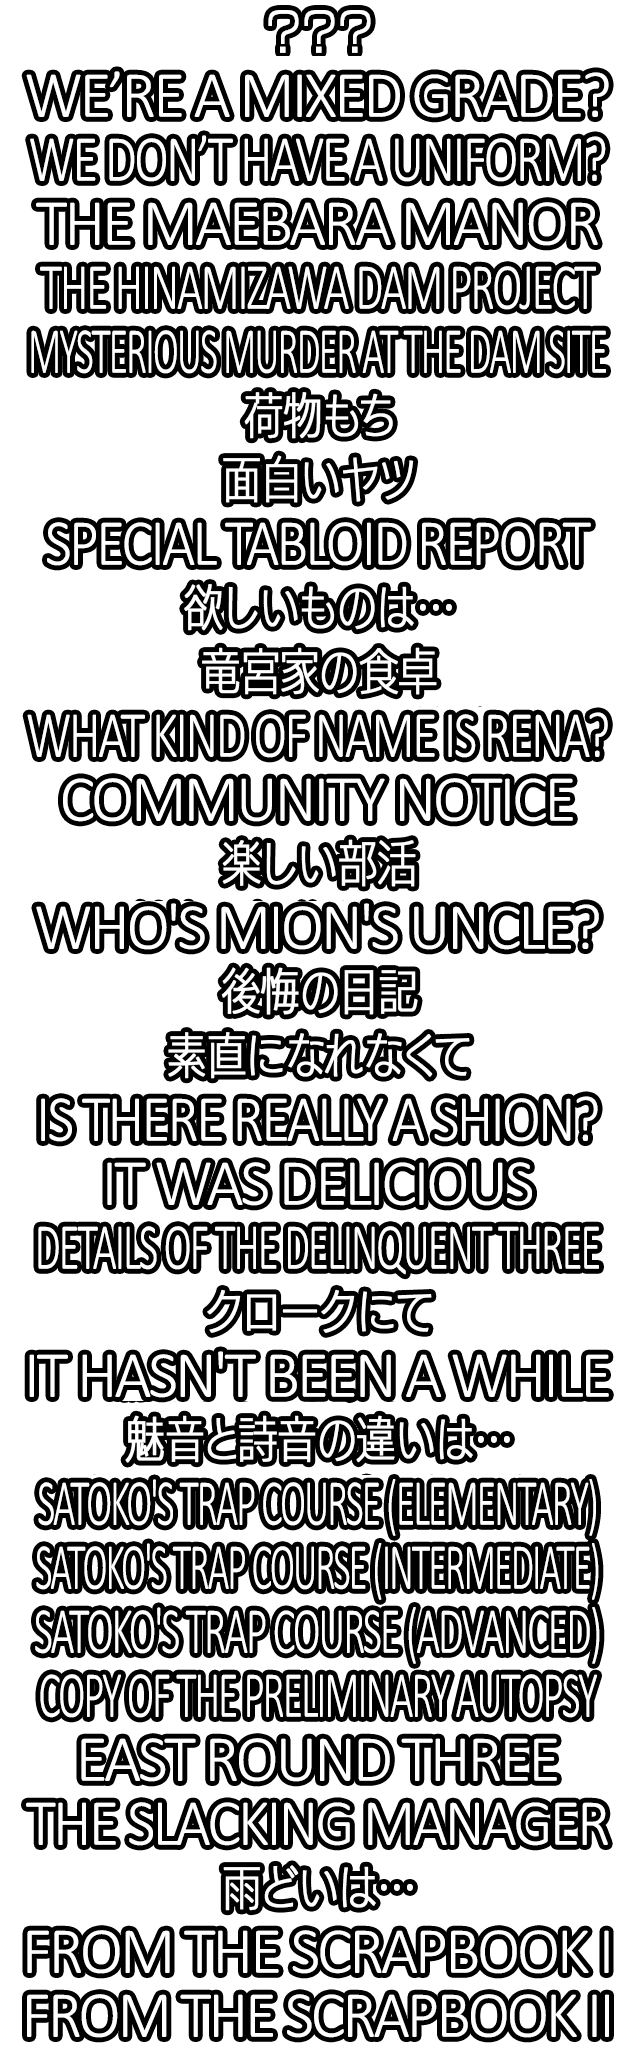 ???
WE’RE A MIXED GRADE?
WE DON’T HAVE A UNIFORM?
THE MAEBARA MANOR
THE HINAMIZAWA DAM PROJECT
MYSTERIOUS MURDER AT THE DAM SITE
荷物もち
面白いヤツ
SPECIAL TABLOID REPORT
欲しいものは…
竜宮家の食卓
WHAT KIND OF NAME IS RENA?
COMMUNITY NOTICE
楽しい部活
WHO'S MION'S UNCLE?
後悔の日記
素直になれなくて
IS THERE REALLY A SHION?
IT WAS DELICIOUS
DETAILS OF THE DELINQUENT THREE
クロークにて
IT HASN'T BEEN A WHILE
魅音と詩音の違いは…
SATOKO'S TRAP COURSE (ELEMENTARY)
SATOKO'S TRAP COURSE (INTERMEDIATE)
SATOKO'S TRAP COURSE (ADVANCED)
COPY OF THE PRELIMINARY AUTOPSY
EAST ROUND THREE
THE SLACKING MANAGER
雨どいは…
FROM THE SCRAPBOOK I
FROM THE SCRAPBOOK II